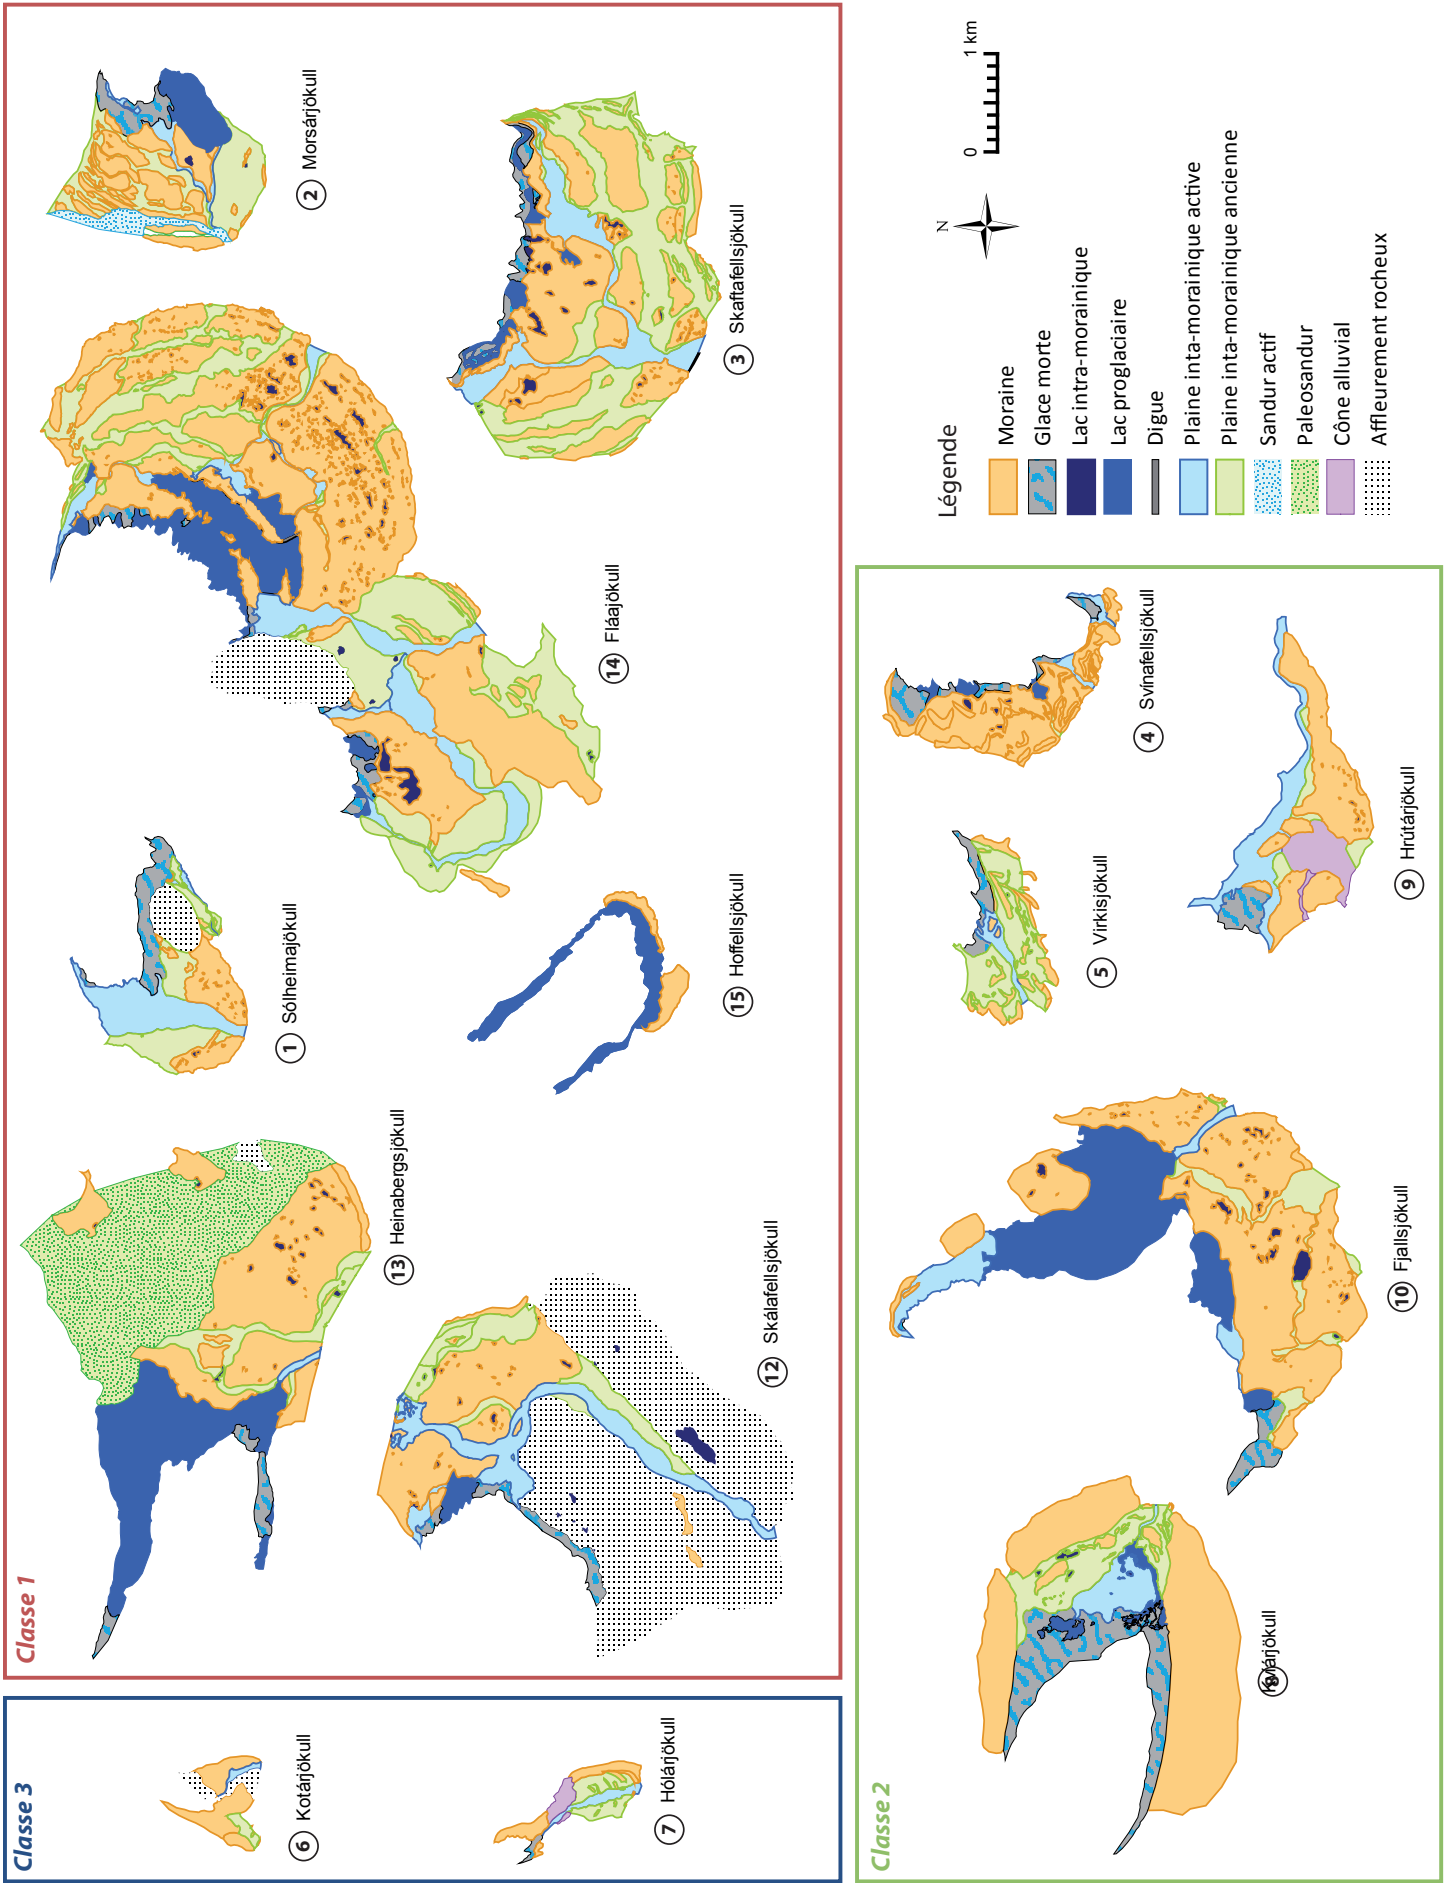 Classe 3
6 Kotárjökull
7 Hólárjökull
Classe 1
13 Heinabergsjökull
12 Skálafellsjökull
1 Sólheimajökull
15 Hoffellsjökull
14 Fláajökull
2 Morsárjökull
3 Skaftafellsjökull
Classe 2
8
10 Fjallsjökull
5 Virkisjökull
9 Hrútárjökull
4 Svínafellsjökull
N
0 1 km
Légende
Moraine
Glace morte
Lac intra-morainique
Lac proglaciaire
Digue
Plaine inta-morainique active
Plaine inta-morainique ancienne
Sandur actif
Paleosandur
Cône alluvial
Affleurement rocheux